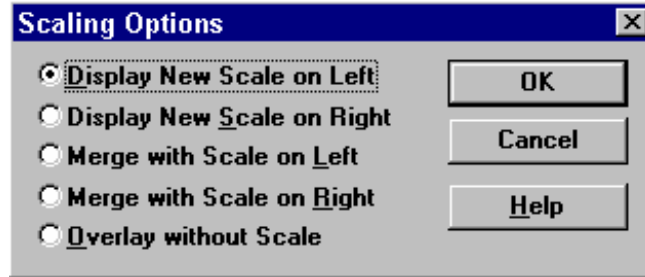 Scaling Options
Display New Scale on Left
Display New Scale on Right
Merge with Scale on Left
Merge with Scale on Right
Overlay without Scale
OK
Cancel
Help